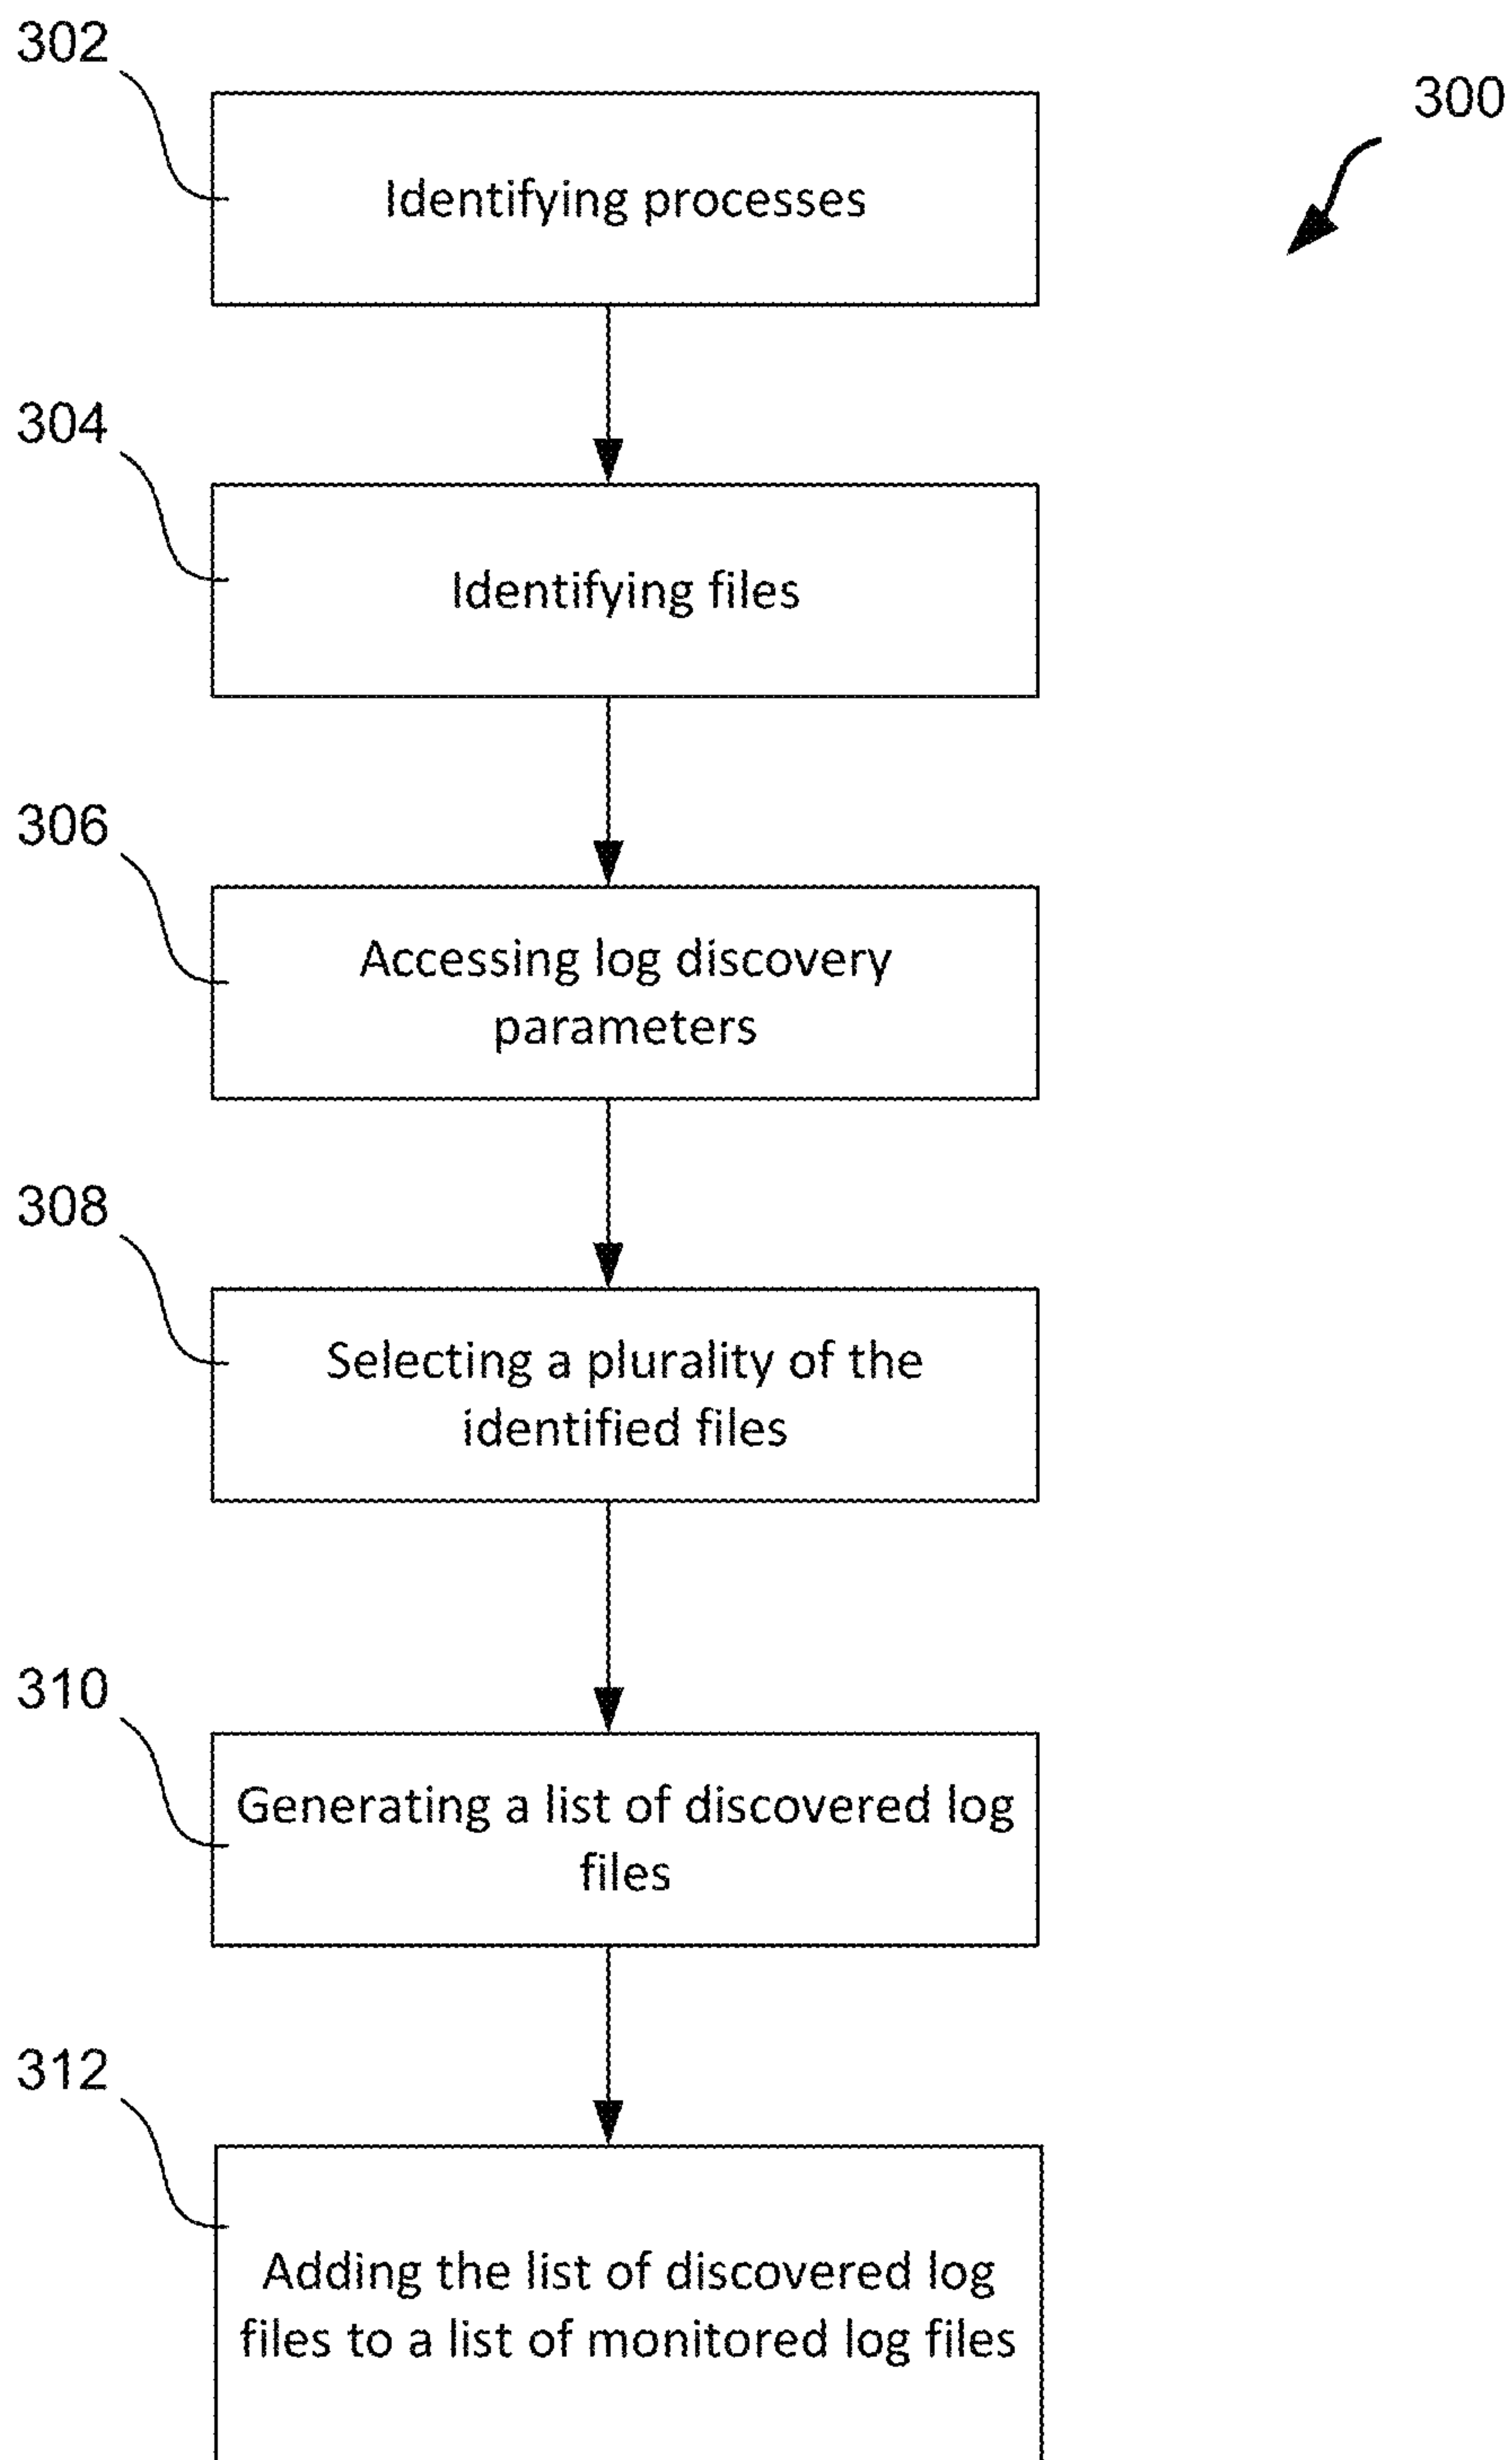 302
300
Identifying processes
304
Identifying files
306
Accessing log discovery
parameters
308
Selecting a plurality of the
identified files
310
Generating a list of discovered log
files
312
Adding the list of discovered log
files to a list of monitored log files